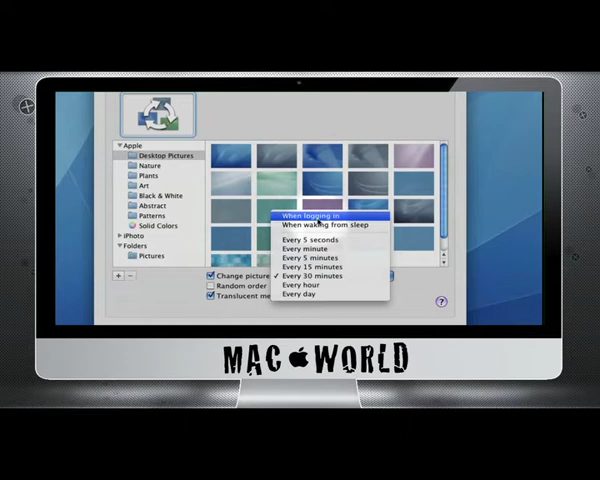 Apple
Desktop Pictures
Nature
Plants
Art
Black & White
Abstract
Patterns
Solid Colors
iPhoto
Folders
Pictures
When logging in
When waking from sleep
Every 5 seconds
Every minute
Every 5 minutes
Every 15 minutes
✓ Every 30 minutes
Every hour
Every day
+ −
Change picture
Random order
Translucent me
?
MAC WORLD